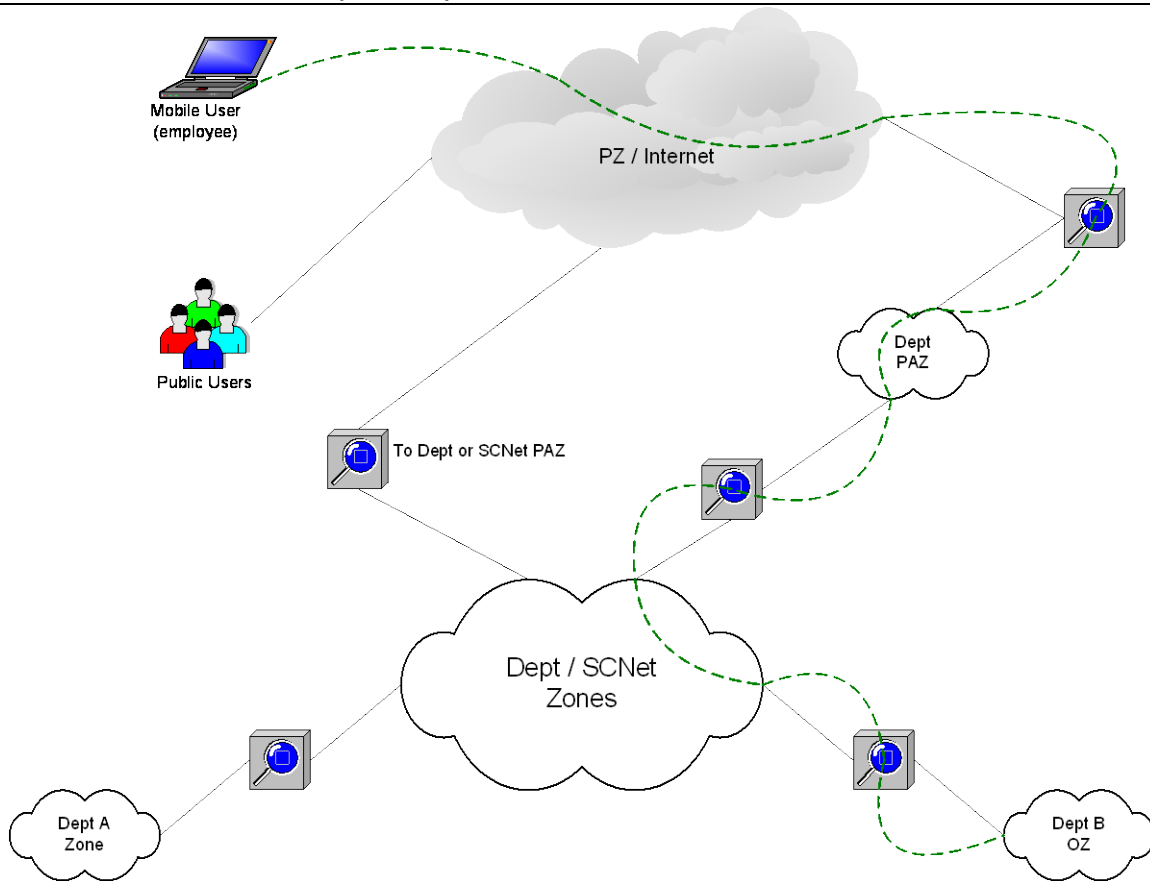 Mobile User
(employee)
PZ / Internet
Public Users
Dept
PAZ
To Dept or SCNet PAZ
Dept / SCNet
Zones
Dept A
Zone
Dept B
OZ